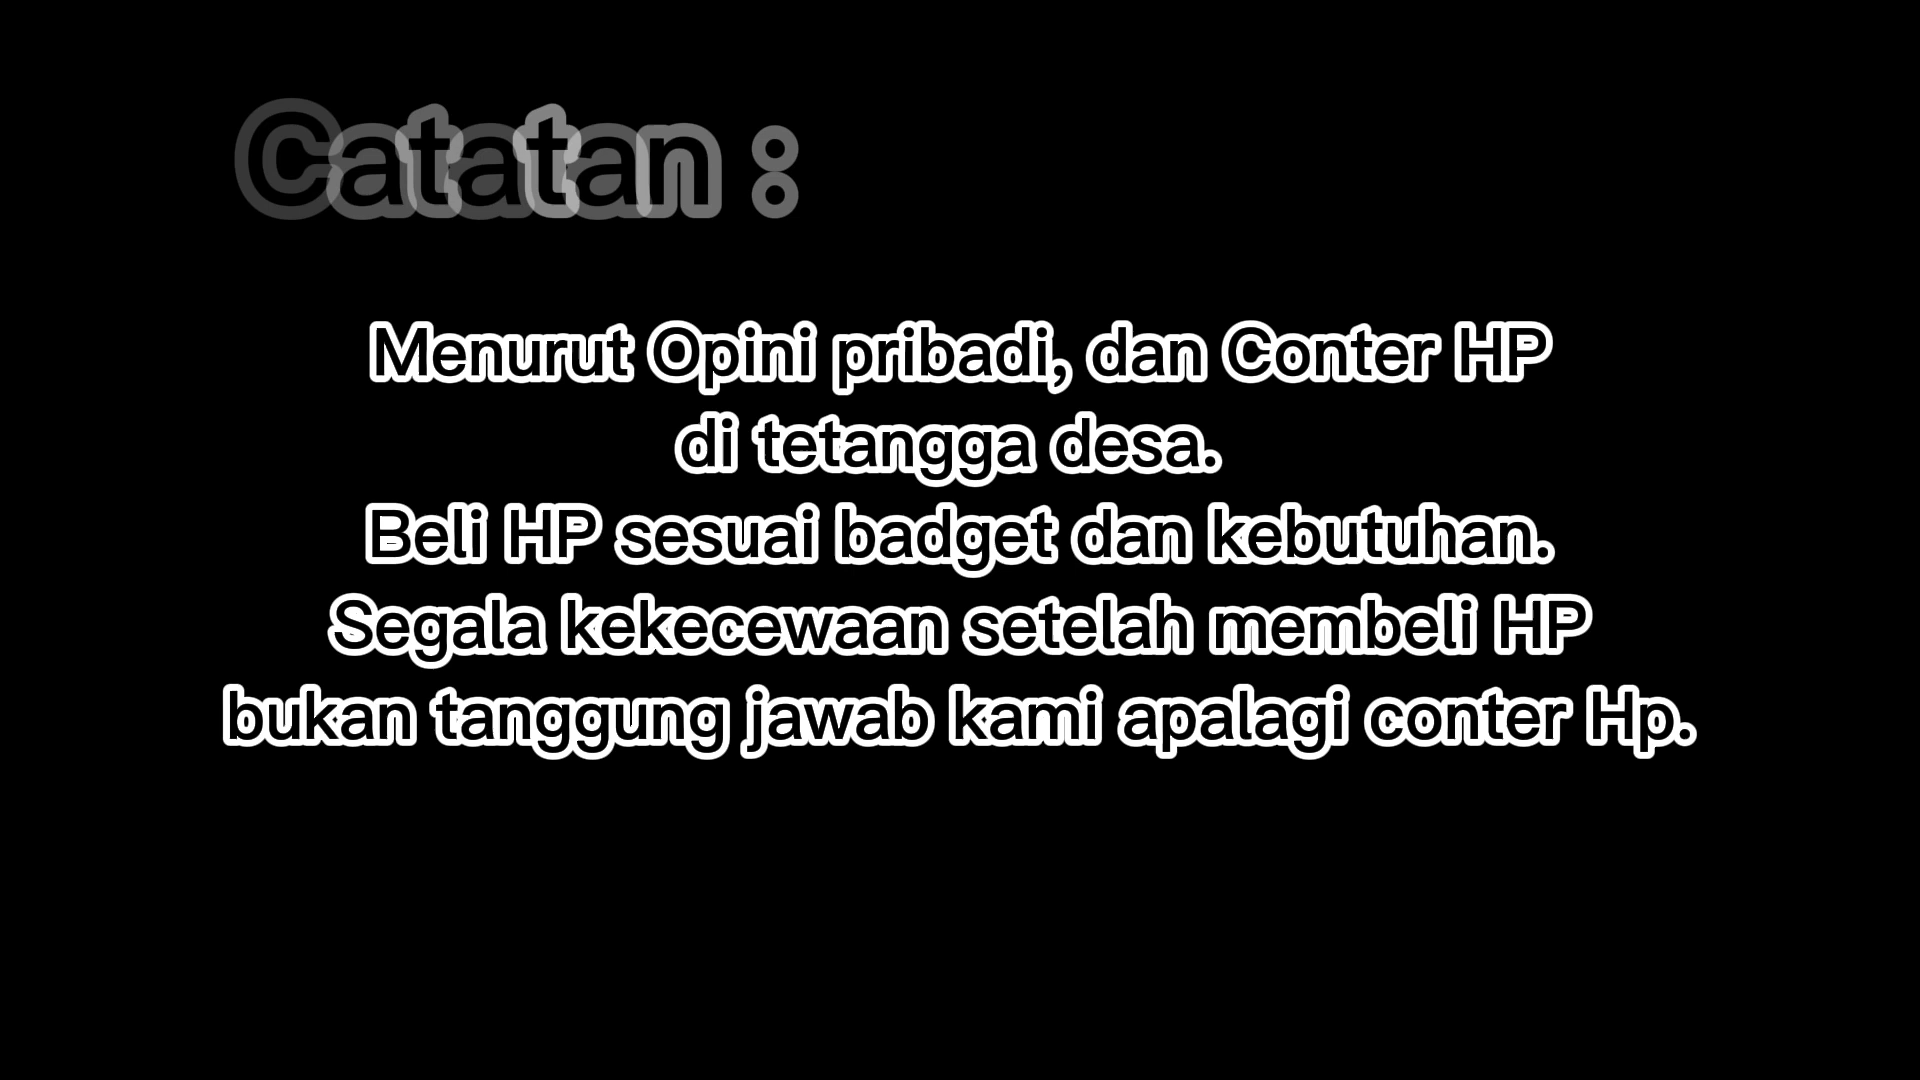 Catatan :
Menurut Opini pribadi, dan Conter HP
di tetangga desa.
Beli HP sesuai badget dan kebutuhan.
Segala kekecewaan setelah membeli HP
bukan tanggung jawab kami apalagi conter Hp.